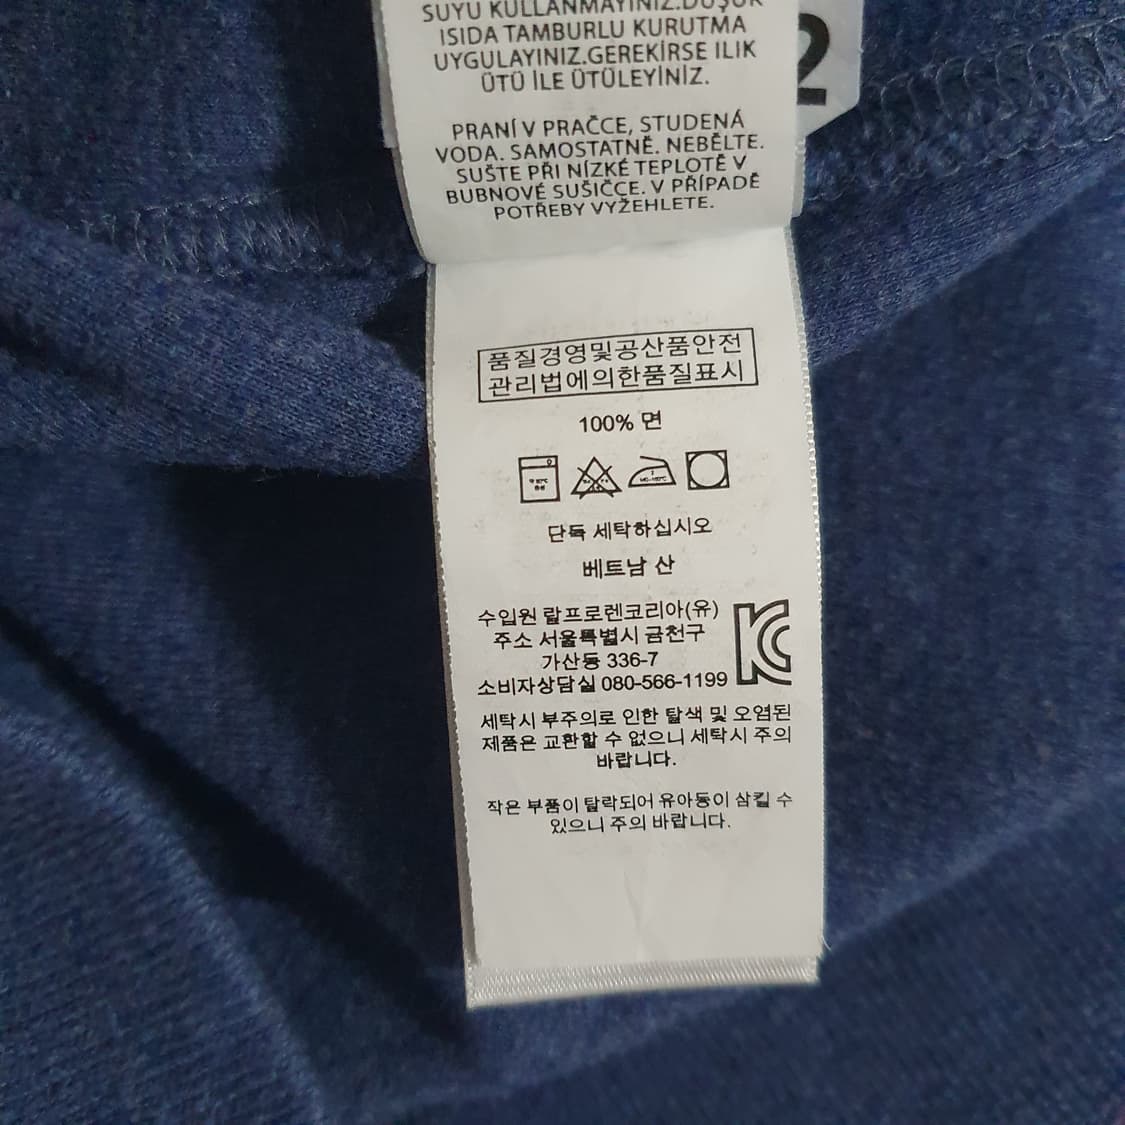 SUYU KULLANMAYINIZ.DÜŞÜK
ISIDA TAMBURLU KURUTMA
UYGULAYINIZ.GEREKİRSE ILIK
ÜTÜ İLE ÜTÜLEYİNİZ.
PRANÍ V PRAČCE, STUDENÁ
VODA. SAMOSTATNĚ. NEBĚLTE.
SUŠTE PŘI NÍZKÉ TEPLOTĚ V
BUBNOVÉ SUŠIČCE. V PŘÍPADĚ
POTŘEBY VYŽEHLETE.
2
품질경영및공산품안전
관리법에의한품질표시
100% 면
단독 세탁하십시오
베트남 산
수입원 랄프로렌코리아(유)
주소 서울특별시 금천구
가산동 336-7
소비자상담실 080-566-1199
KC
세탁시 부주의로 인한 탈색 및 오염된
제품은 교환할 수 없으니 세탁시 주의
바랍니다.
작은 부품이 탈락되어 유아등이 삼킬 수
있으니 주의 바랍니다.